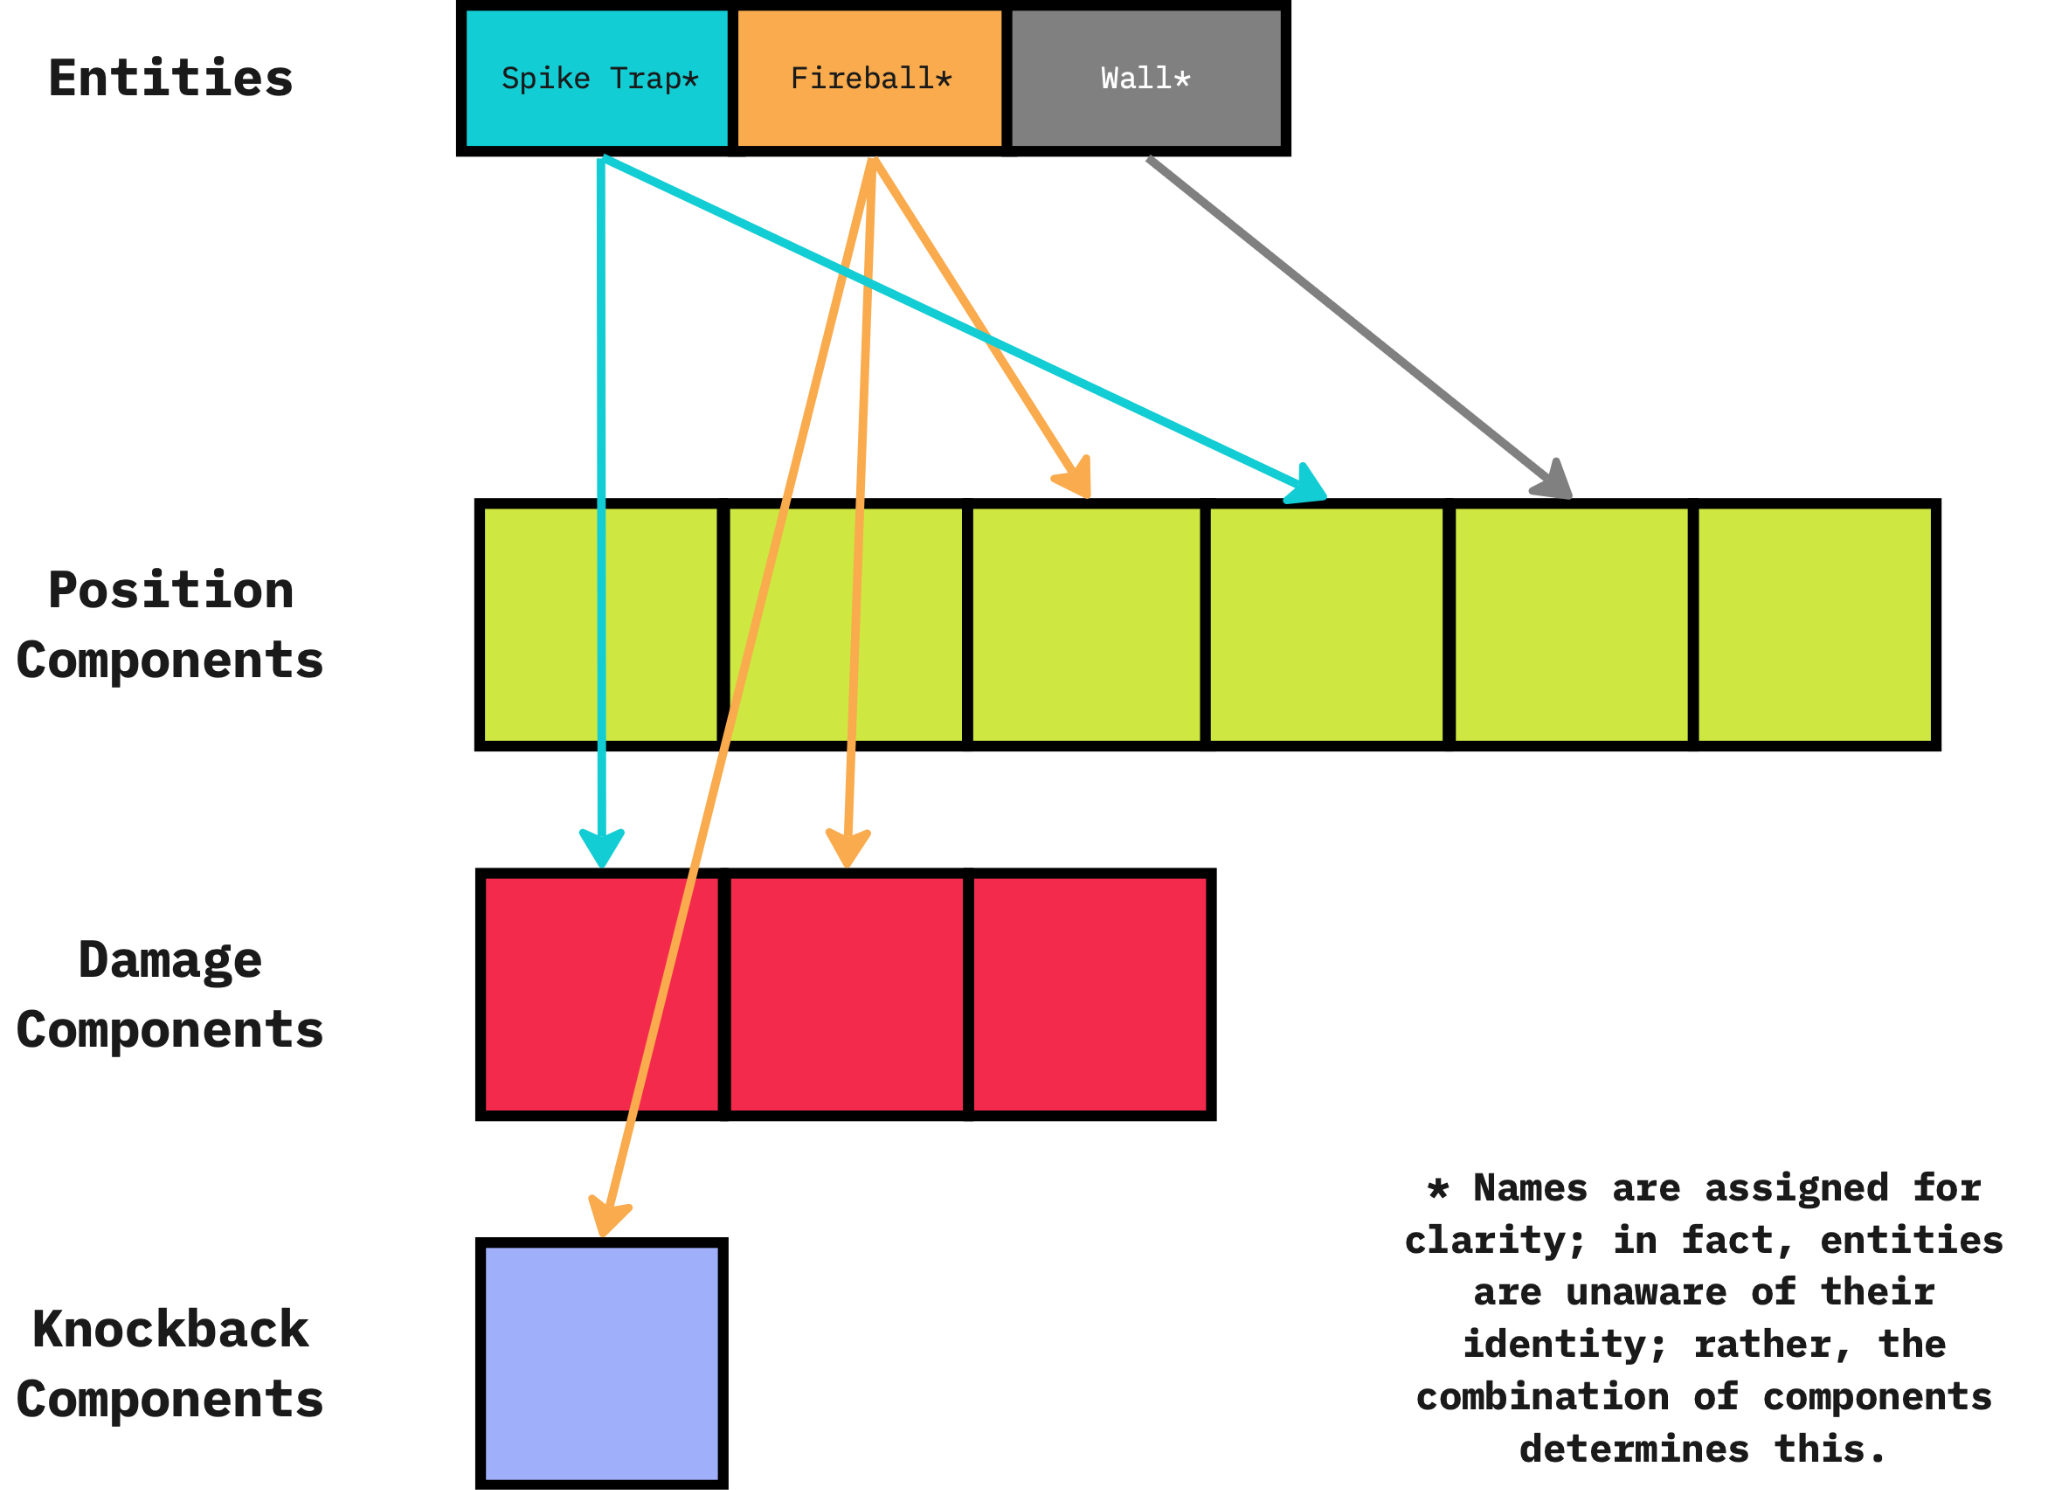 Entities
Spike Trap*
Fireball*
Wall*
Position
Components
Damage
Components
Knockback
Components
* Names are assigned for
clarity; in fact, entities
are unaware of their
identity; rather, the
combination of components
determines this.